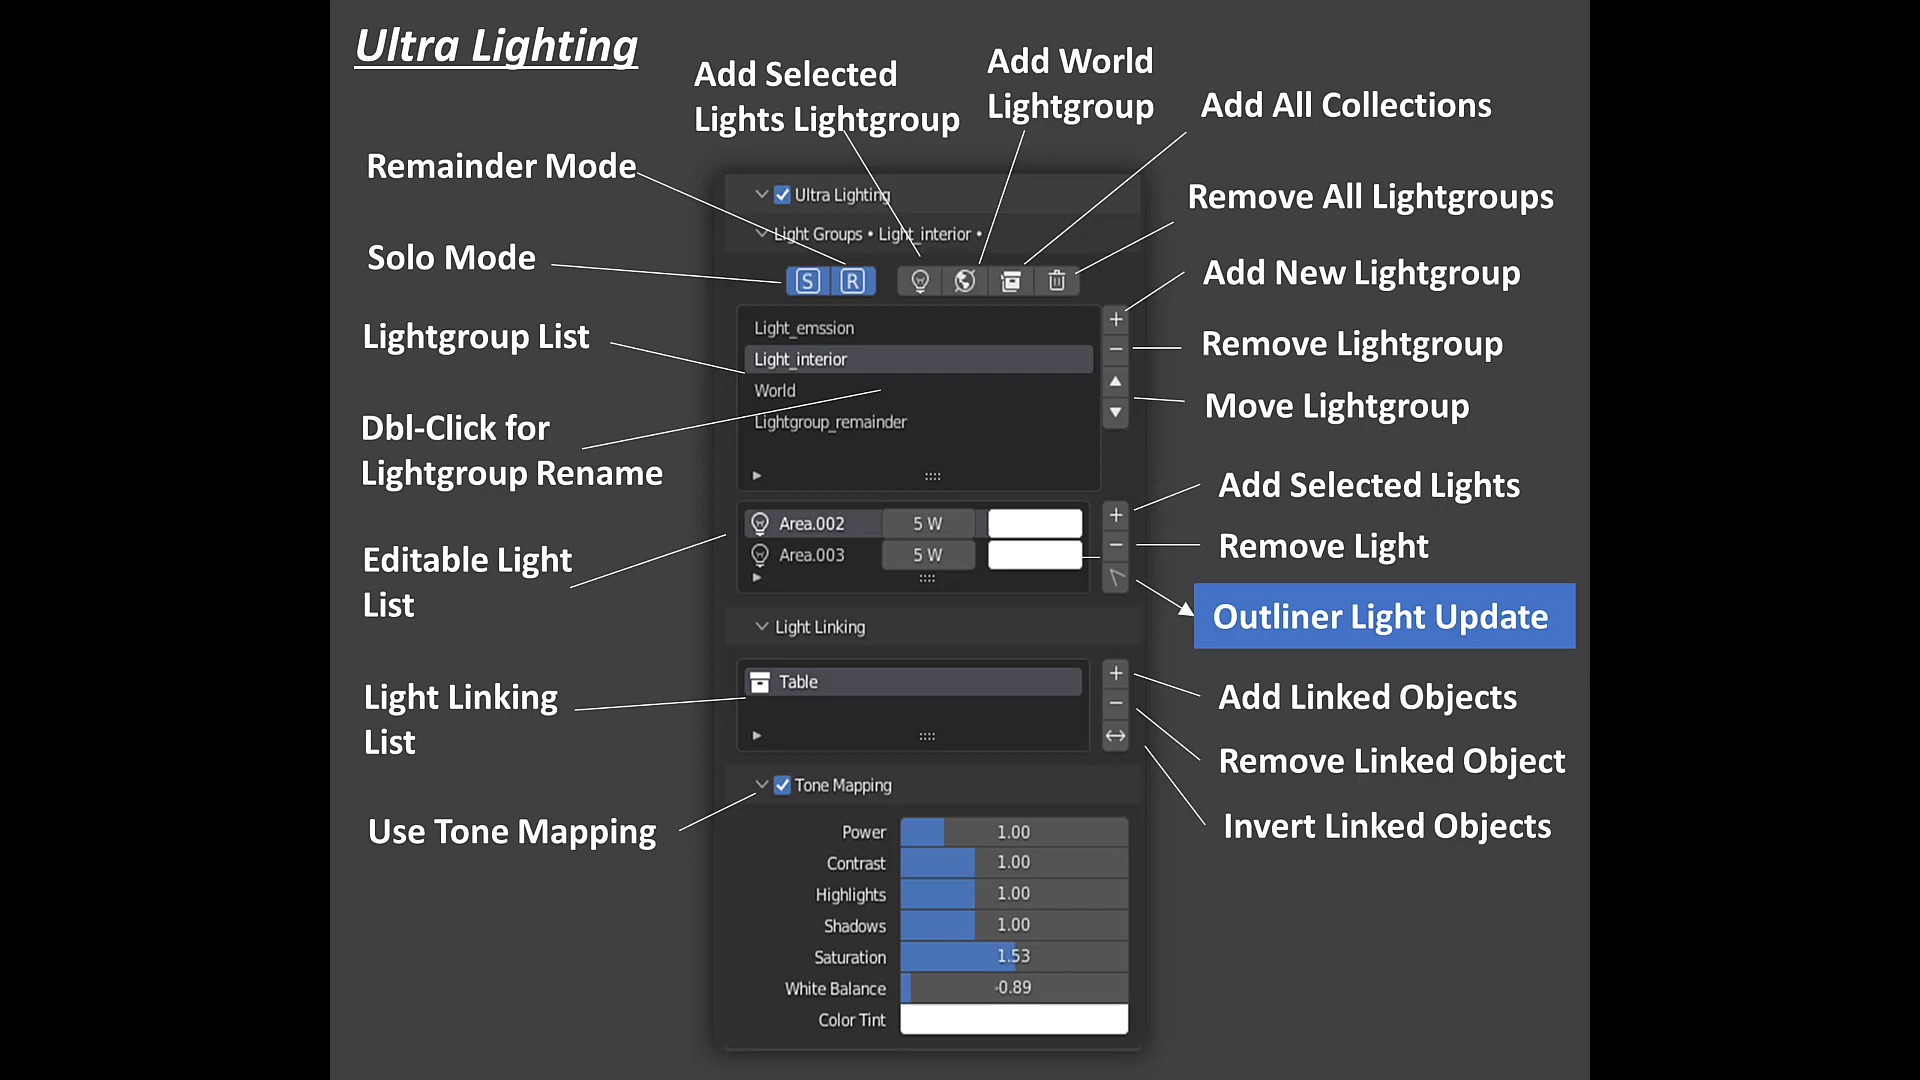 Ultra Lighting
Add Selected
Lights Lightgroup
Add World
Lightgroup
Add All Collections
Remainder Mode
Remove All Lightgroups
Solo Mode
Add New Lightgroup
Lightgroup List
Remove Lightgroup
Move Lightgroup
Dbl-Click for
Lightgroup Rename
Add Selected Lights
Editable Light
List
Remove Light
Outliner Light Update
Light Linking
List
Add Linked Objects
Remove Linked Object
Use Tone Mapping
Invert Linked Objects
Ultra Lighting
Light Groups • Light_interior •
S R
Light_emssion
Light_interior
World
Lightgroup_remainder
Area.002 5 W
Area.003 5 W
Light Linking
Table
Tone Mapping
Power 1.00
Contrast 1.00
Highlights 1.00
Shadows 1.00
Saturation 1.53
White Balance -0.89
Color Tint